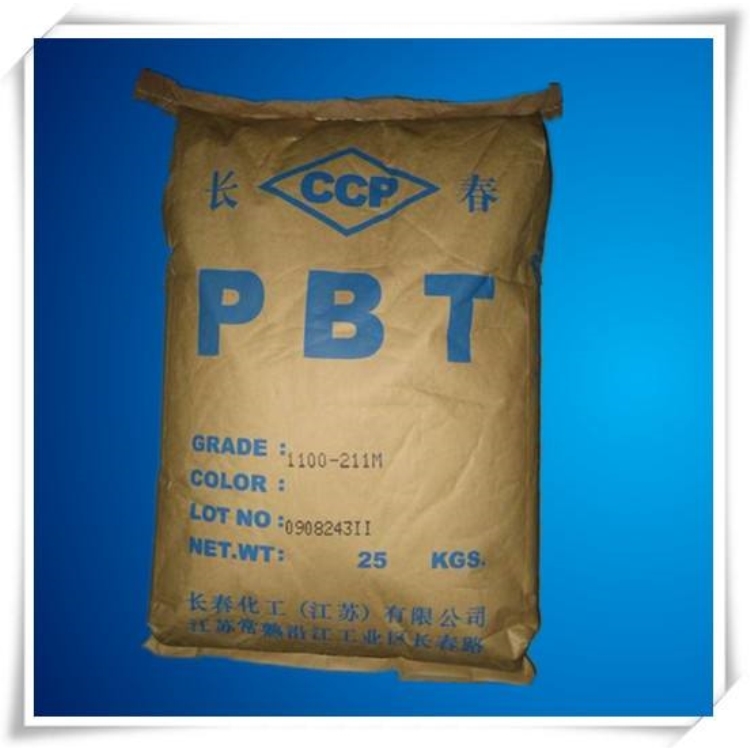 长 CCP 春
PBT
GRADE : 1100-211M
COLOR :
LOT NO : 0908243II
NET.WT: 25 KGS.
长春化工(江苏)有限公司
江苏常熟沿江工业区长春路